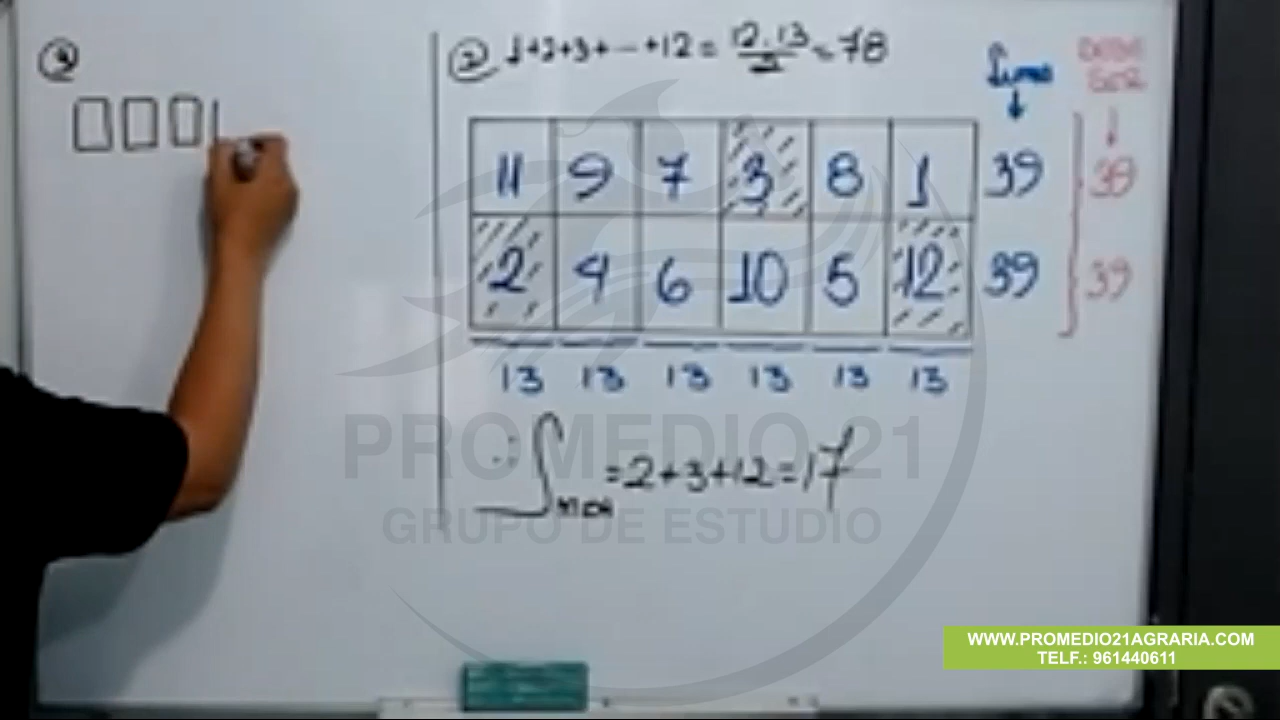 3
2 1+2+3+...+12 = 12.13/2 = 78
Suma
DEBE
SER
11 9 7 3 8 1 39 39
2 4 6 10 5 12 39 39
13 13 13 13 13 13
∴ S = 2+3+12 = 17
PROMEDIO 21
GRUPO DE ESTUDIO
WWW.PROMEDIO21AGRARIA.COM
TELF.: 961440611